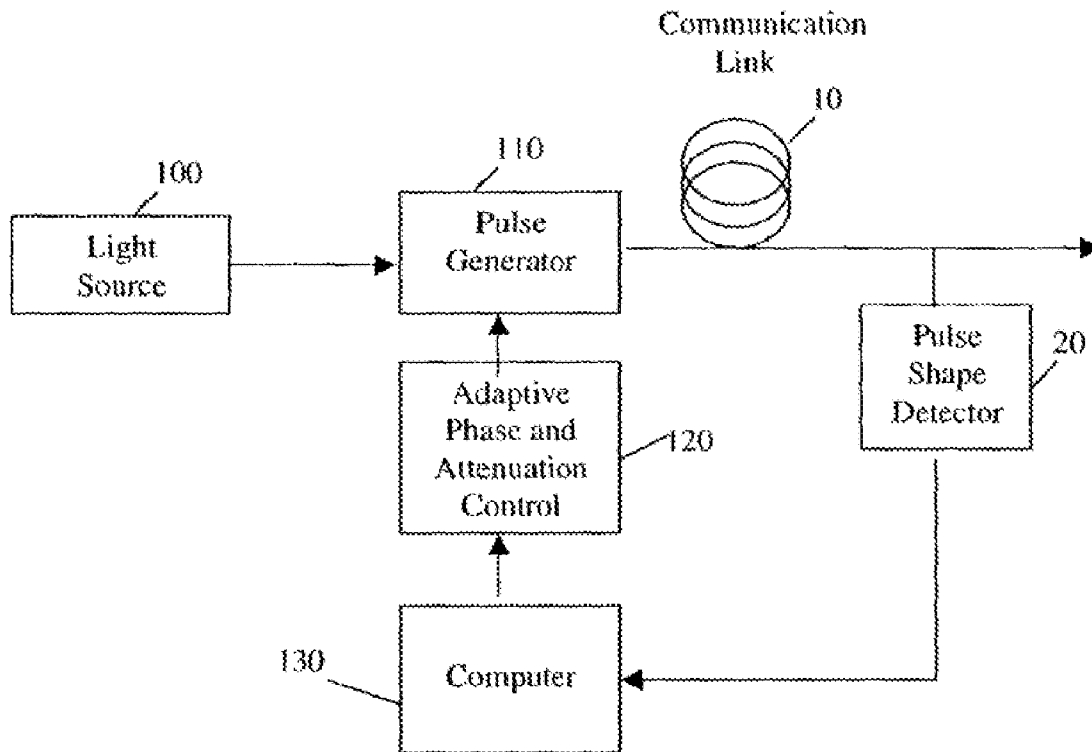 Communication
Link
10
110
100
Pulse
Generator
Light
Source
Pulse
Shape
Detector
20
Adaptive
Phase and
Attenuation
Control
120
130
Computer